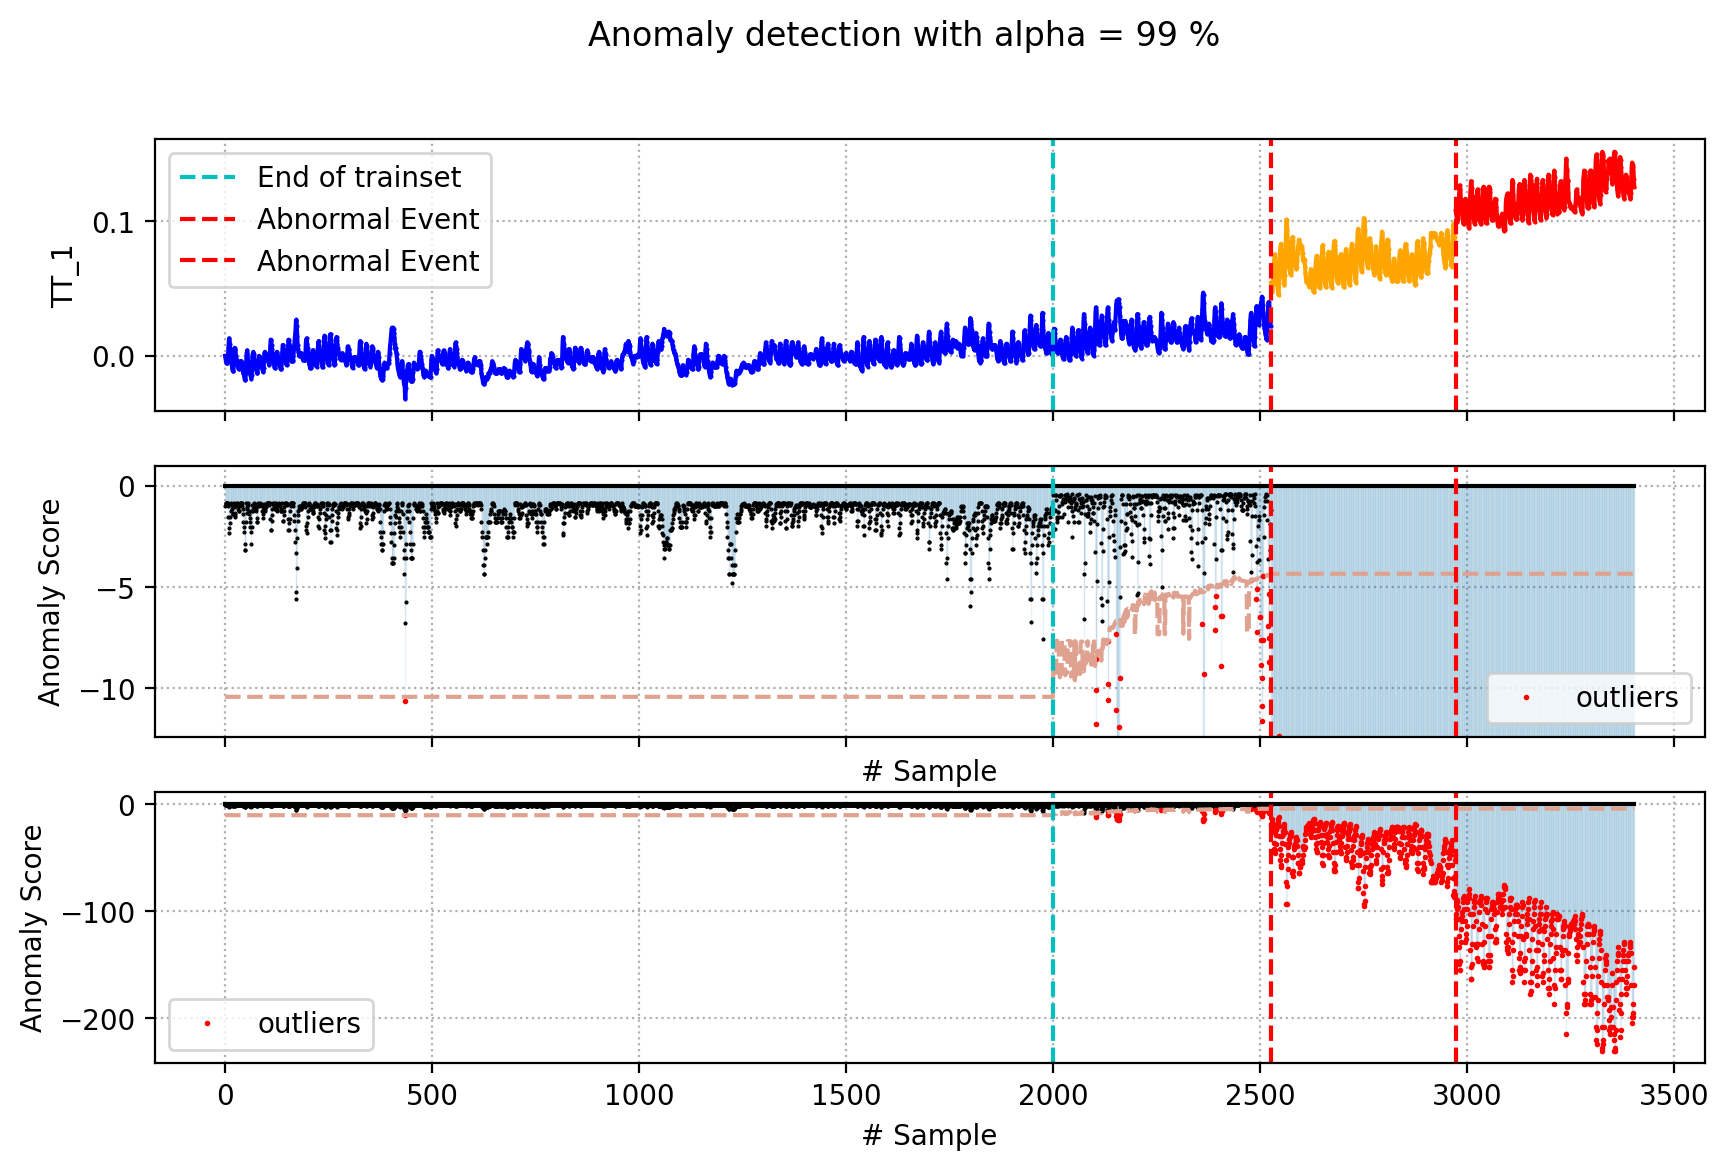 Anomaly detection with alpha = 99 %
End of trainset
Abnormal Event
Abnormal Event
TT_1
0.1
0.0
Anomaly Score
0
−5
−10
outliers
# Sample
Anomaly Score
0
−100
−200
outliers
0 500 1000 1500 2000 2500 3000 3500
# Sample